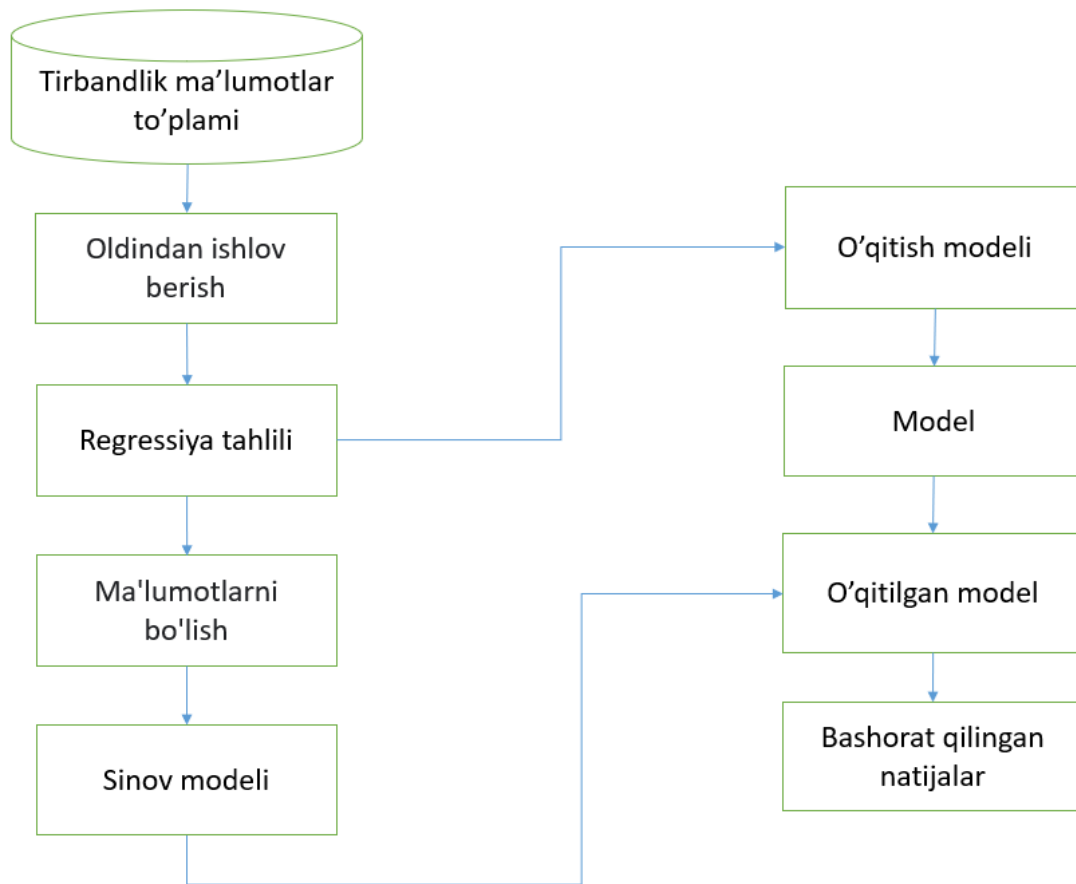 Tirbandlik ma’lumotlar
to’plami
Oldindan ishlov
berish
Regressiya tahlili
Ma'lumotlarni
bo'lish
Sinov modeli
O’qitish modeli
Model
O’qitilgan model
Bashorat qilingan
natijalar